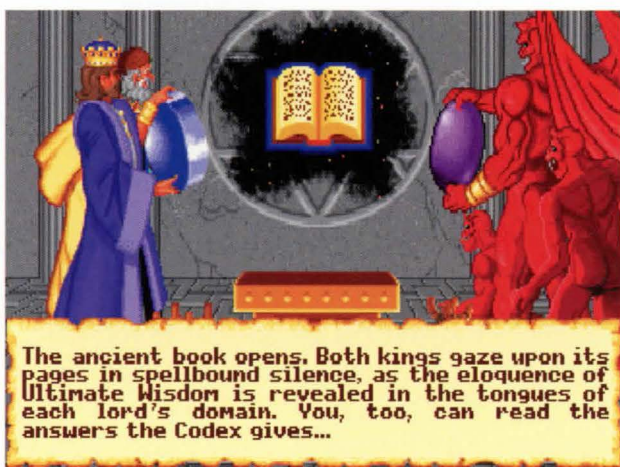 The ancient book opens. Both kings gaze upon its
pages in spellbound silence, as the eloquence of
Ultimate Wisdom is revealed in the tongues of
each lord's domain. You, too, can read the
answers the Codex gives...